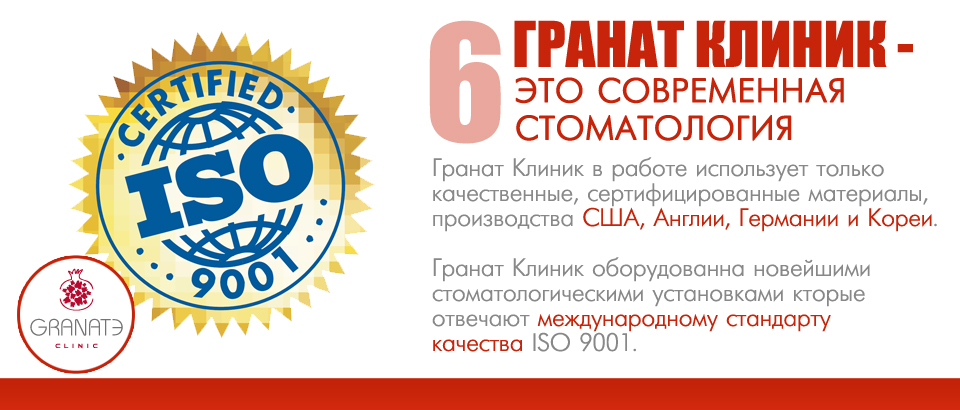 CERTIFIED
ISO
9001
GRANATЭ
CLINIC
6
ГРАНАТ КЛИНИК -
ЭТО СОВРЕМЕННАЯ
СТОМАТОЛОГИЯ
Гранат Клиник в работе использует только
качественные, сертифицированные материалы,
производства США, Англии, Германии и Кореи.
Гранат Клиник оборудованна новейшими
стоматологическими установками кторые
отвечают международному стандарту
качества ISO 9001.